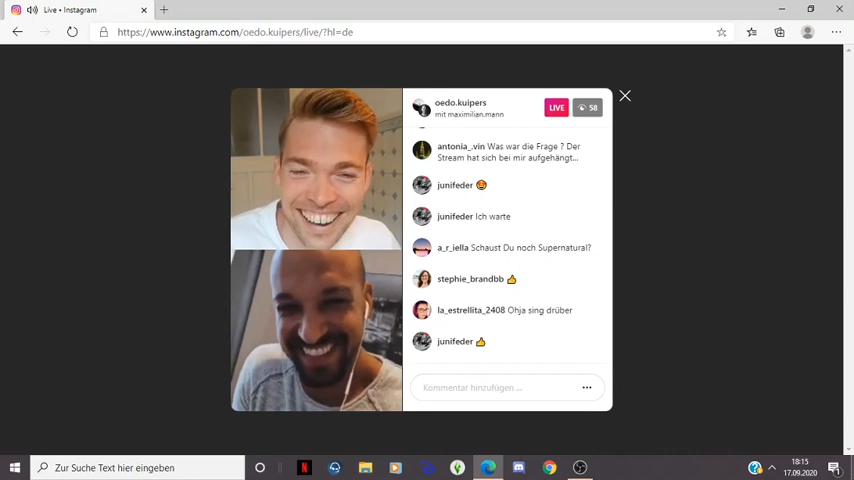 Live • Instagram
https://www.instagram.com/oedo.kuipers/live/?hl=de
oedo.kuipers
mit maximilian.mann
LIVE
58
antonia_.vin Was war die Frage ? Der
Stream hat sich bei mir aufgehängt...
junifeder 🤩
junifeder Ich warte
a_r_iella Schaust Du noch Supernatural?
stephie_brandbb 👍
la_estrellita_2408 Ohja sing drüber
junifeder 👍
Kommentar hinzufügen ...
Zur Suche Text hier eingeben
N
18:15
17.09.2020
1